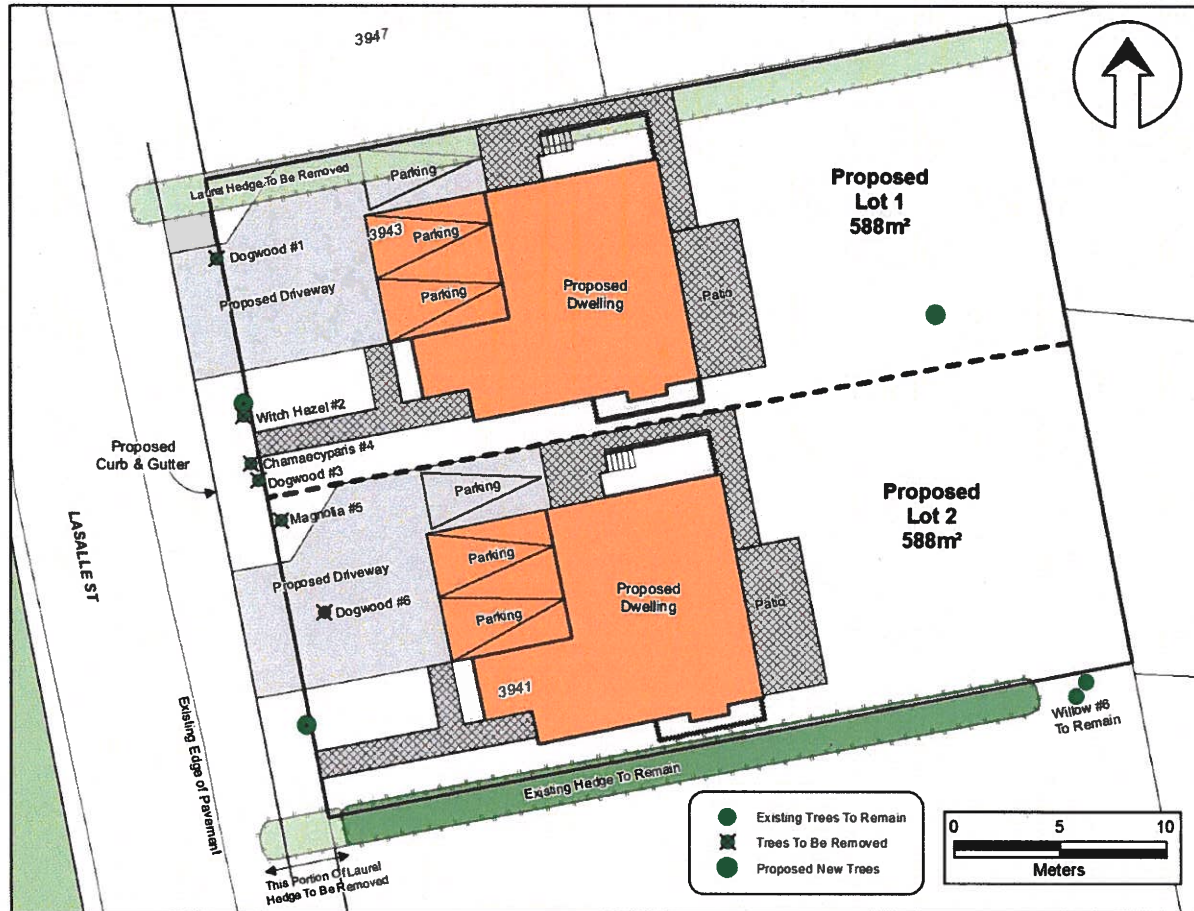 3947
Laurel Hedge To Be Removed
Parking
Proposed
Lot 1
588m²
3943
Parking
Dogwood #1
Parking
Proposed Driveway
Proposed
Dwelling
Patio
Witch Hazel #2
Proposed
Curb & Gutter
Chamaecyparis #4
Dogwood #3
Parking
Magnolia #5
Proposed
Lot 2
588m²
LASALLE ST
Parking
Proposed Driveway
Dogwood #6
Parking
Proposed
Dwelling
Patio
3941
Existing Edge of Pavement
Willow #6
To Remain
Existing Hedge To Remain
This Portion Of Laurel
Hedge To Be Removed
Existing Trees To Remain
Trees To Be Removed
Proposed New Trees
0 5 10
Meters